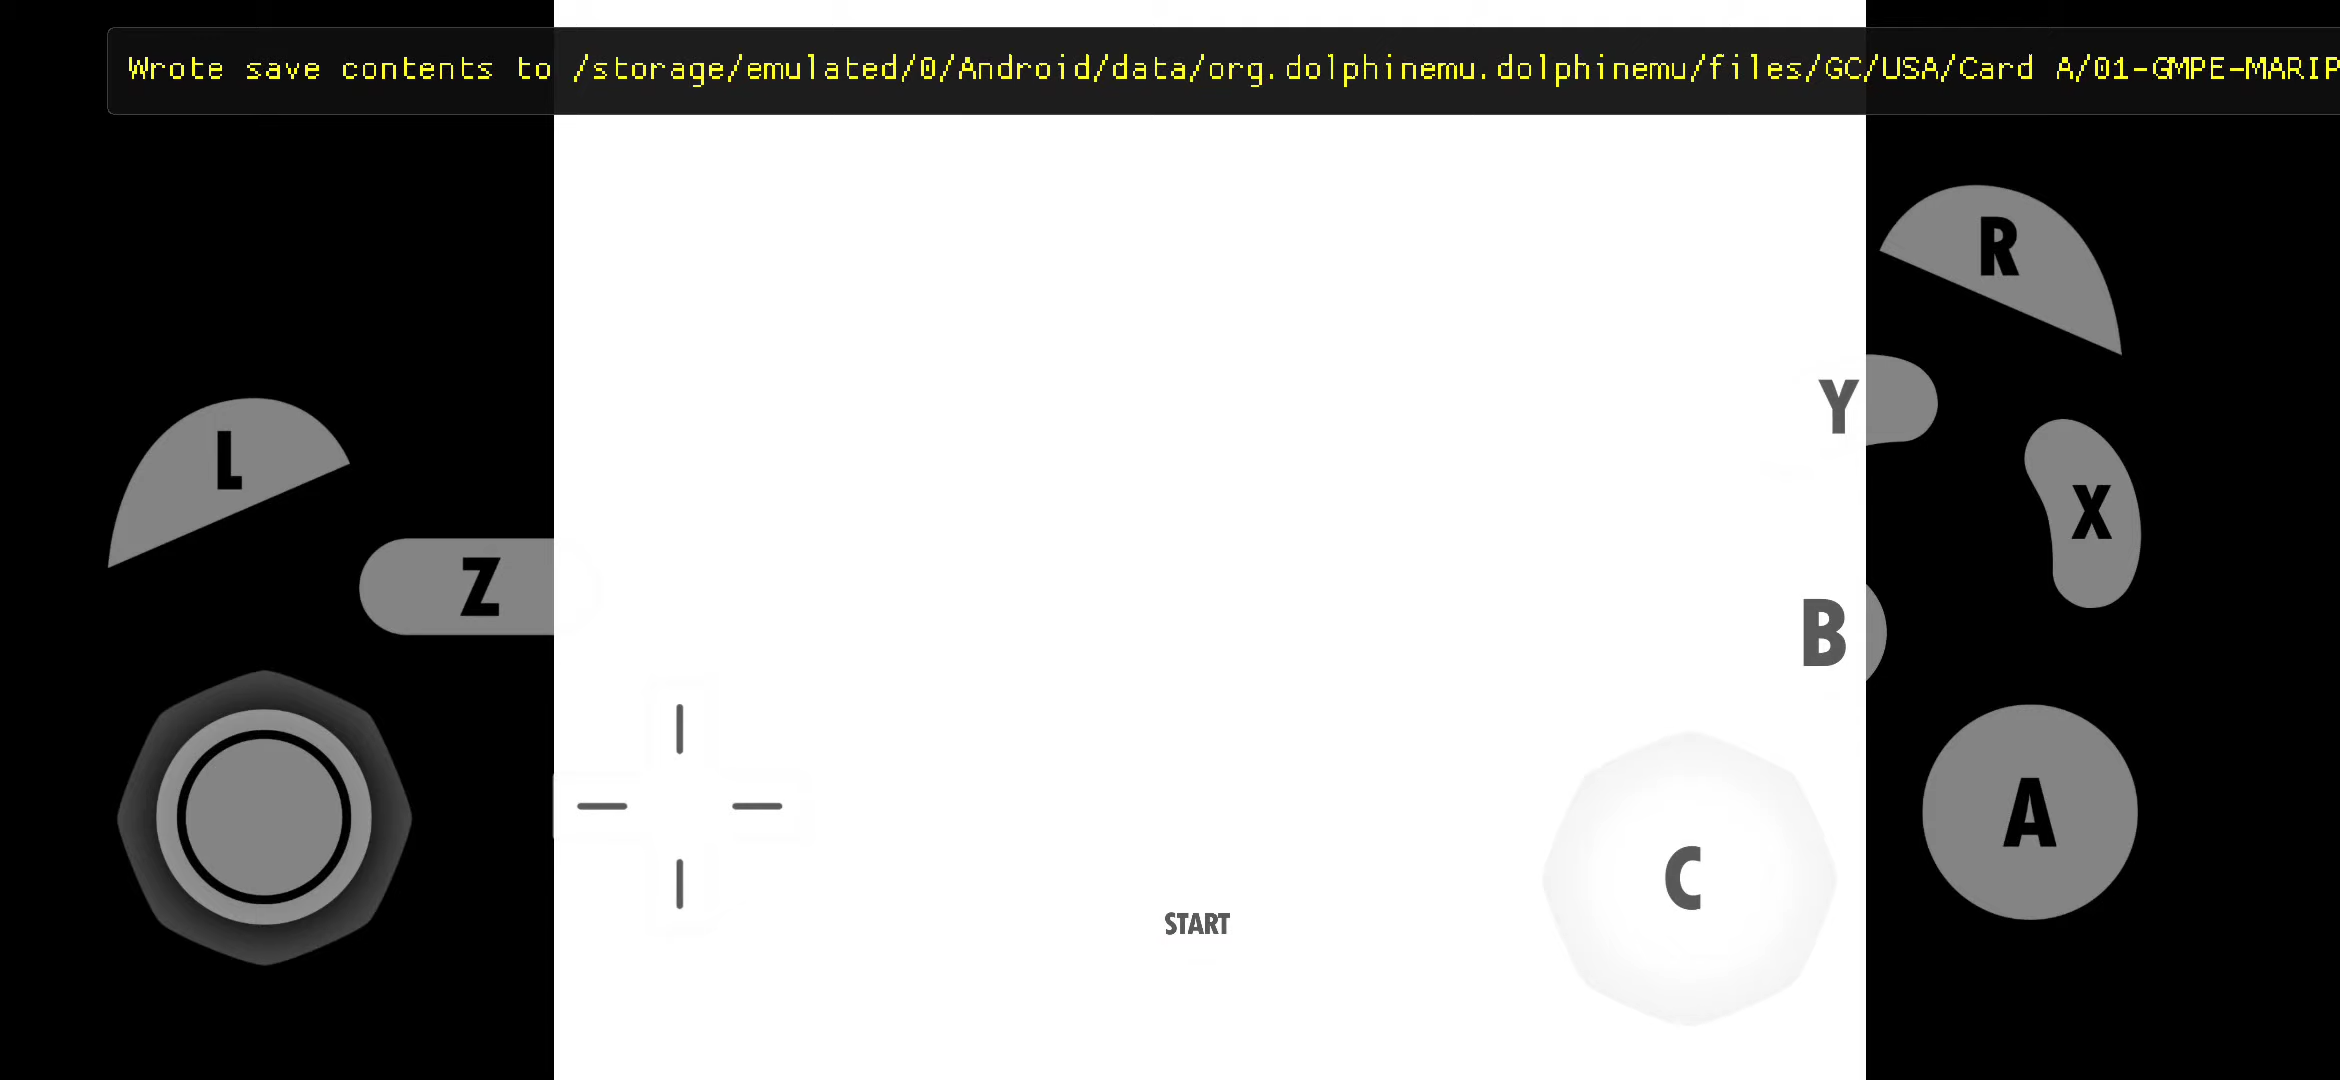 Wrote save contents to /storage/emulated/0/Android/data/org.dolphinemu.dolphinemu/files/GC/USA/Card A/01-GMPE-MARIP
R
Y
L
X
Z
B
A
C
START